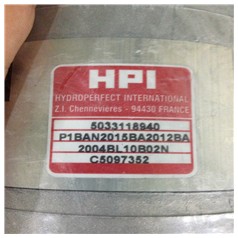 HPI
HYDROPERFECT INTERNATIONAL
Z.I. Chennevières - 94430 FRANCE
5033118940
P1BAN2015BA2012BA
2004BL10B02N
C5097352